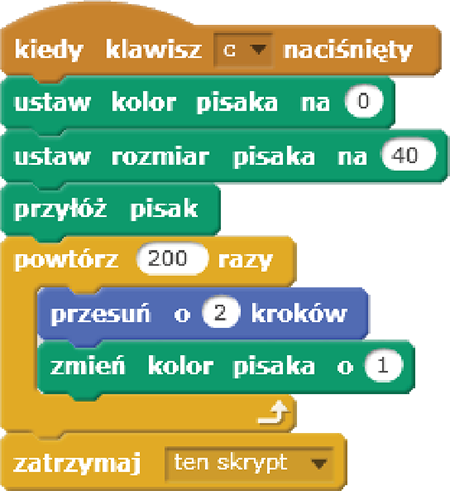 kiedy klawisz c naciśnięty
ustaw kolor pisaka na 0
ustaw rozmiar pisaka na 40
przyłóż pisak
powtórz 200 razy
przesuń o 2 kroków
zmień kolor pisaka o 1
zatrzymaj ten skrypt